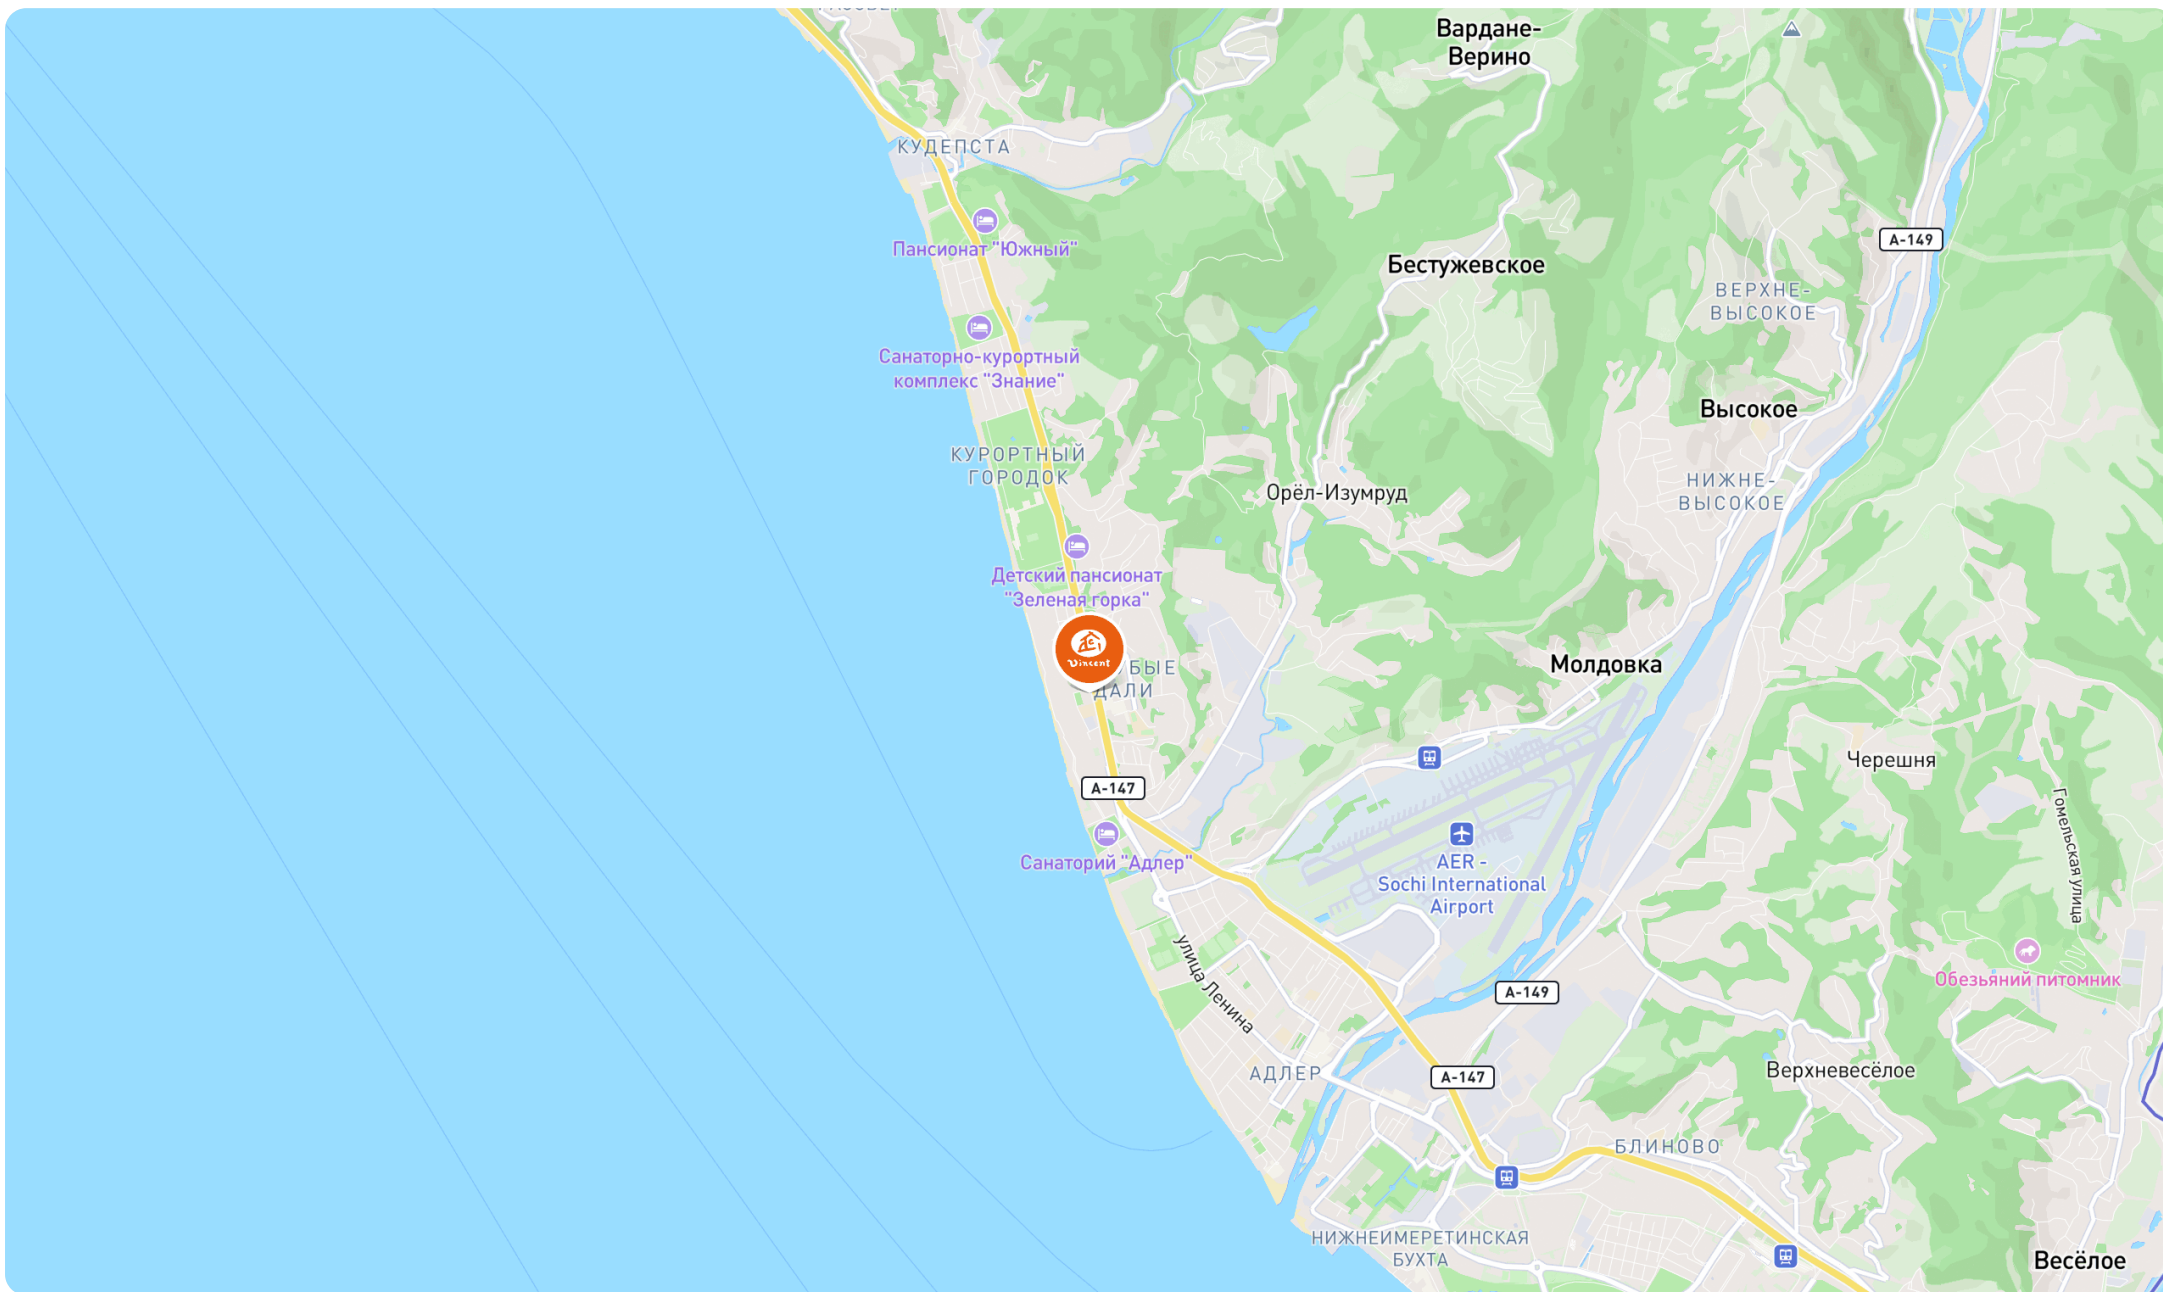 Вардане-
Верино
КУДЕПСТА
А-149
Пансионат "Южный"
Бестужевское
ВЕРХНЕ-
ВЫСОКОЕ
Санаторно-курортный
комплекс "Знание"
Высокое
КУРОРТНЫЙ
ГОРОДОК
НИЖНЕ-
ВЫСОКОЕ
Орёл-Изумруд
Детский пансионат
"Зеленая горка"
Vincent
БЫЕ
ДАЛИ
Молдовка
Черешня
А-147
Гомельская улица
Санаторий "Адлер"
AER -
Sochi International
Airport
улица Ленина
Обезьяний питомник
А-149
АДЛЕР
А-147
Верхневесёлое
БЛИНОВО
НИЖНЕИМЕРЕТИНСКАЯ
БУХТА
Весёлое